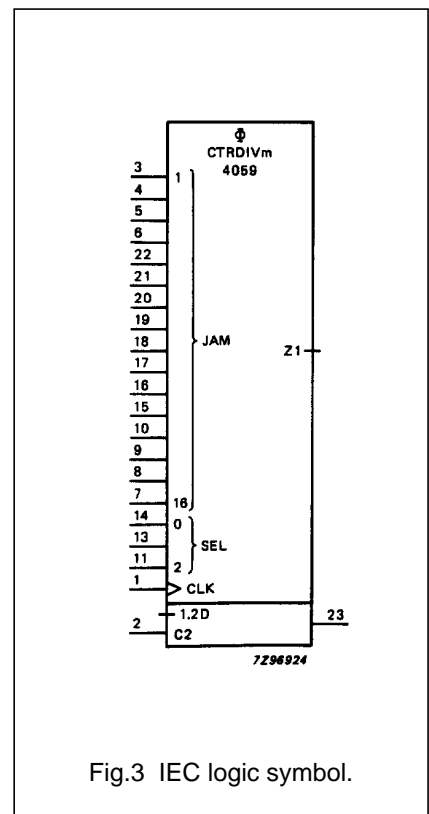 Φ
CTRDIVm
4059
3 1
4
5
6
22
21
20
19
18 JAM Z1
17
16
15
10
9
8
7 16
14 0
13 SEL
11 2
1 CLK
1,2D 23
2 C2
7Z96924
Fig.3 IEC logic symbol.